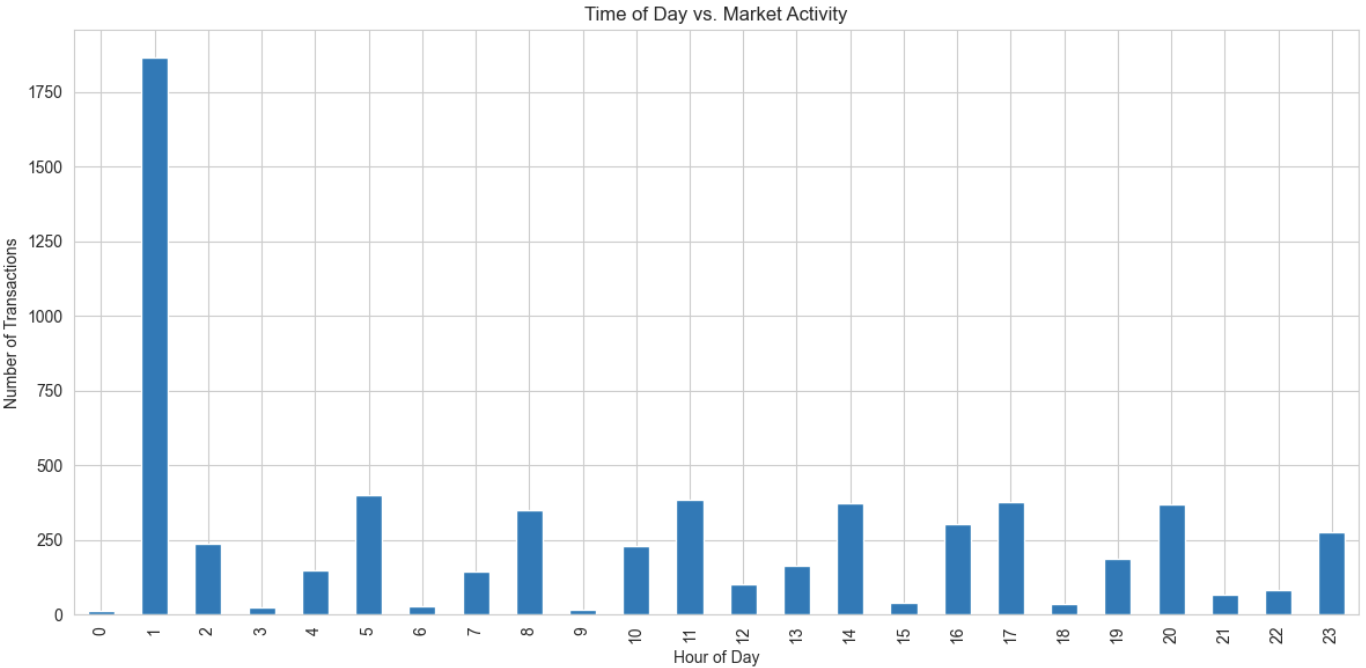 Time of Day vs. Market Activity
Number of Transactions
1750
1500
1250
1000
750
500
250
0
0 1 2 3 4 5 6 7 8 9 10 11 12 13 14 15 16 17 18 19 20 21 22 23
Hour of Day